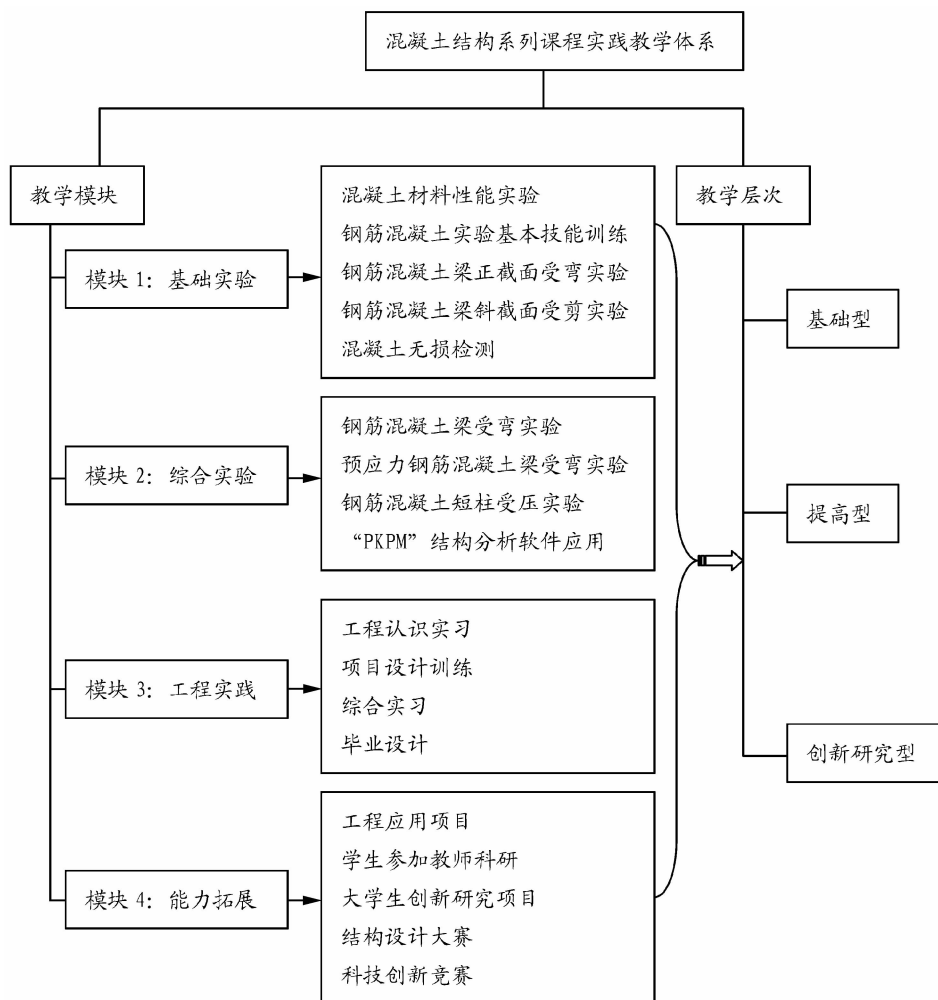 混凝土结构系列课程实践教学体系
教学模块
教学层次
模块 1：基础实验
混凝土材料性能实验
钢筋混凝土实验基本技能训练
钢筋混凝土梁正截面受弯实验
钢筋混凝土梁斜截面受剪实验
混凝土无损检测
模块 2：综合实验
钢筋混凝土梁受弯实验
预应力钢筋混凝土梁受弯实验
钢筋混凝土短柱受压实验
“PKPM”结构分析软件应用
模块 3：工程实践
工程认识实习
项目设计训练
综合实习
毕业设计
模块 4：能力拓展
工程应用项目
学生参加教师科研
大学生创新研究项目
结构设计大赛
科技创新竞赛
基础型
提高型
创新研究型